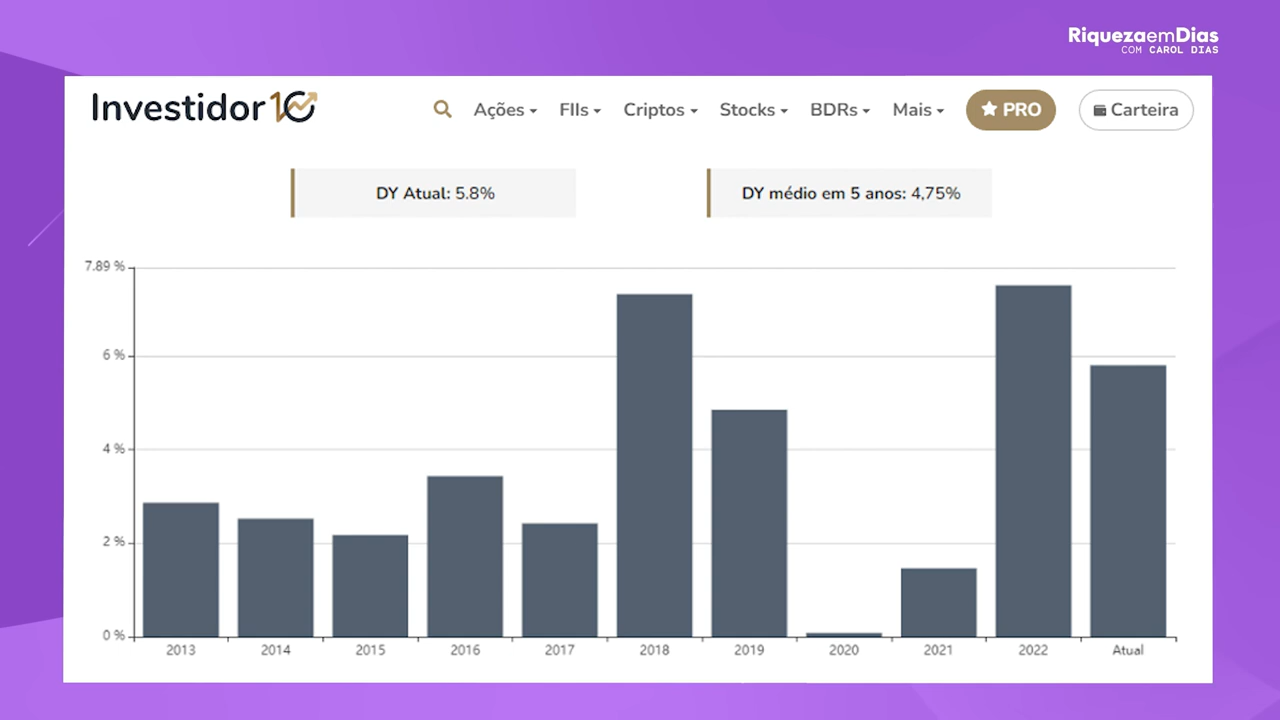 RiquezaemDias
COM CAROL DIAS
Investidor 10
Ações
FIIs
Criptos
Stocks
BDRs
Mais
PRO
Carteira
DY Atual: 5.8%
DY médio em 5 anos: 4,75%
7.89 %
6 %
4 %
2 %
0 %
2013
2014
2015
2016
2017
2018
2019
2020
2021
2022
Atual